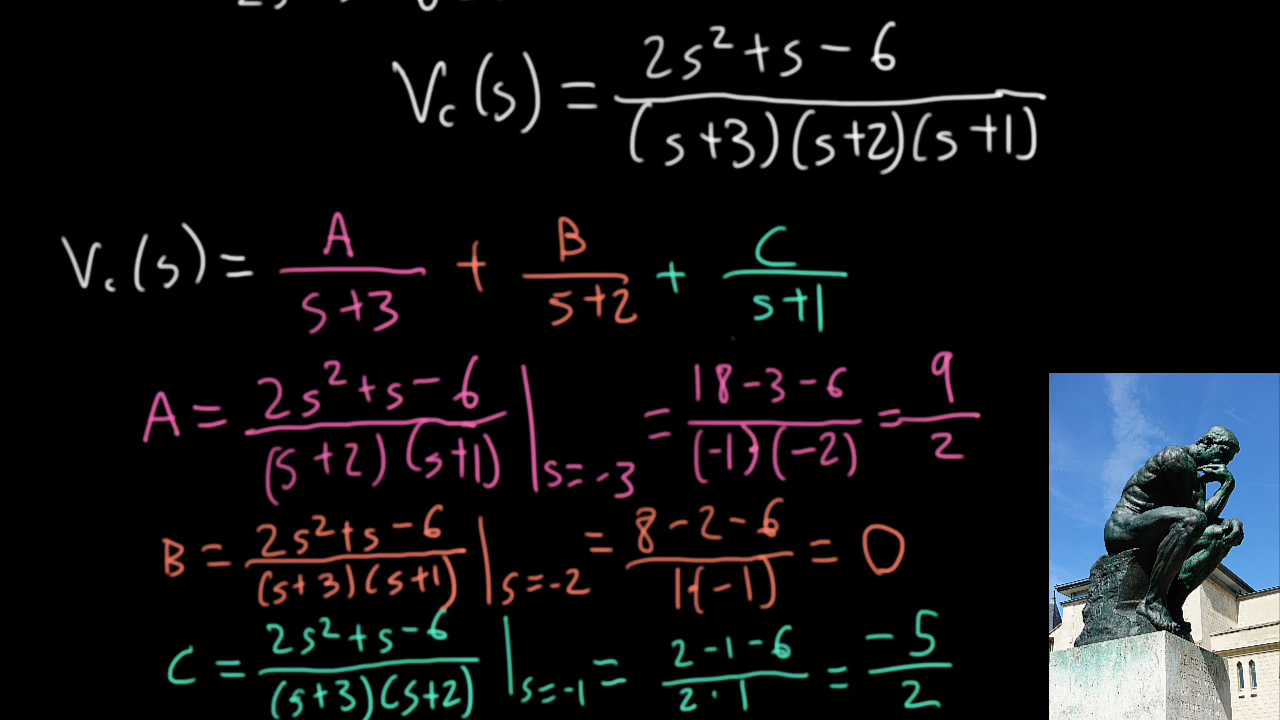 V_c(s) = (2s² + s - 6) / ((s+3)(s+2)(s+1))
V_c(s) = A/(s+3) + B/(s+2) + C/(s+1)
A = (2s² + s - 6) / ((s+2)(s+1)) |_{s=-3} = (18-3-6) / ((-1)(-2)) = 9/2
B = (2s² + s - 6) / ((s+3)(s+1)) |_{s=-2} = (8-2-6) / (1(-1)) = 0
C = (2s² + s - 6) / ((s+3)(s+2)) |_{s=-1} = (2-1-6) / (2·1) = -5/2